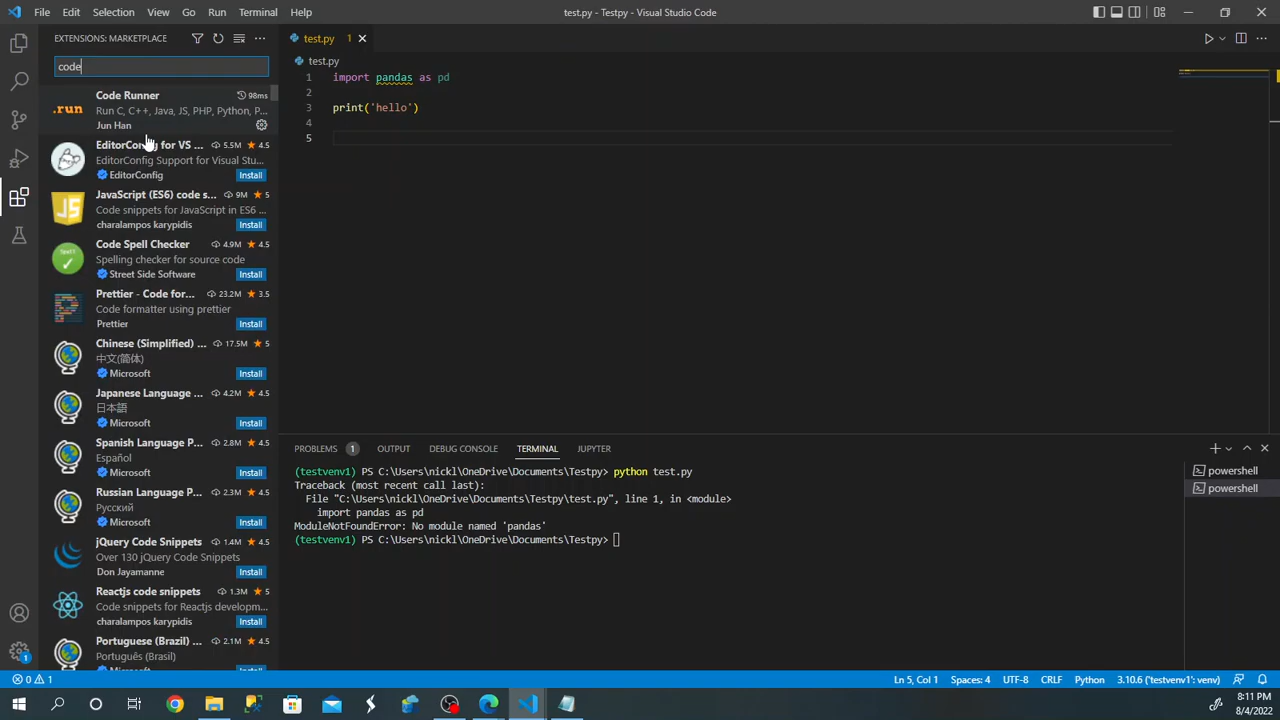 File Edit Selection View Go Run Terminal Help
test.py - Testpy - Visual Studio Code
EXTENSIONS: MARKETPLACE
code
Code Runner 98ms
Run C, C++, Java, JS, PHP, Python, P...
Jun Han
EditorConfig for VS ... 5.5M 4.5
EditorConfig Support for Visual Stu...
EditorConfig Install
JavaScript (ES6) code s... 9M 5
Code snippets for JavaScript in ES6 ...
charalampos karypidis Install
Code Spell Checker 4.9M 4.5
Spelling checker for source code
Street Side Software Install
Prettier - Code for... 23.2M 3.5
Code formatter using prettier
Prettier Install
Chinese (Simplified) ... 17.5M 5
中文(简体)
Microsoft Install
Japanese Language ... 4.2M 4.5
日本語
Microsoft Install
Spanish Language P... 2.8M 4.5
Español
Microsoft Install
Russian Language P... 2.3M 4.5
Русский
Microsoft Install
jQuery Code Snippets 1.4M 4.5
Over 130 jQuery Code Snippets
Don Jayamanne Install
Reactjs code snippets 1.3M 4.5
Code snippets for Reactjs developm...
charalampos karypidis Install
Portuguese (Brazil) ... 2.1M 4.5
Português (Brasil)
.run
JS
test.py 1
test.py
1 import pandas as pd
2
3 print('hello')
4
5
PROBLEMS 1 OUTPUT DEBUG CONSOLE TERMINAL JUPYTER
(testvenv1) PS C:\Users\nickl\OneDrive\Documents\Testpy> python test.py
Traceback (most recent call last):
File "C:\Users\nickl\OneDrive\Documents\Testpy\test.py", line 1, in <module>
import pandas as pd
ModuleNotFoundError: No module named 'pandas'
(testvenv1) PS C:\Users\nickl\OneDrive\Documents\Testpy>
powershell
powershell
1
0 1 Ln 5, Col 1 Spaces: 4 UTF-8 CRLF Python 3.10.6 ('testvenv1': venv)
8:11 PM
8/4/2022